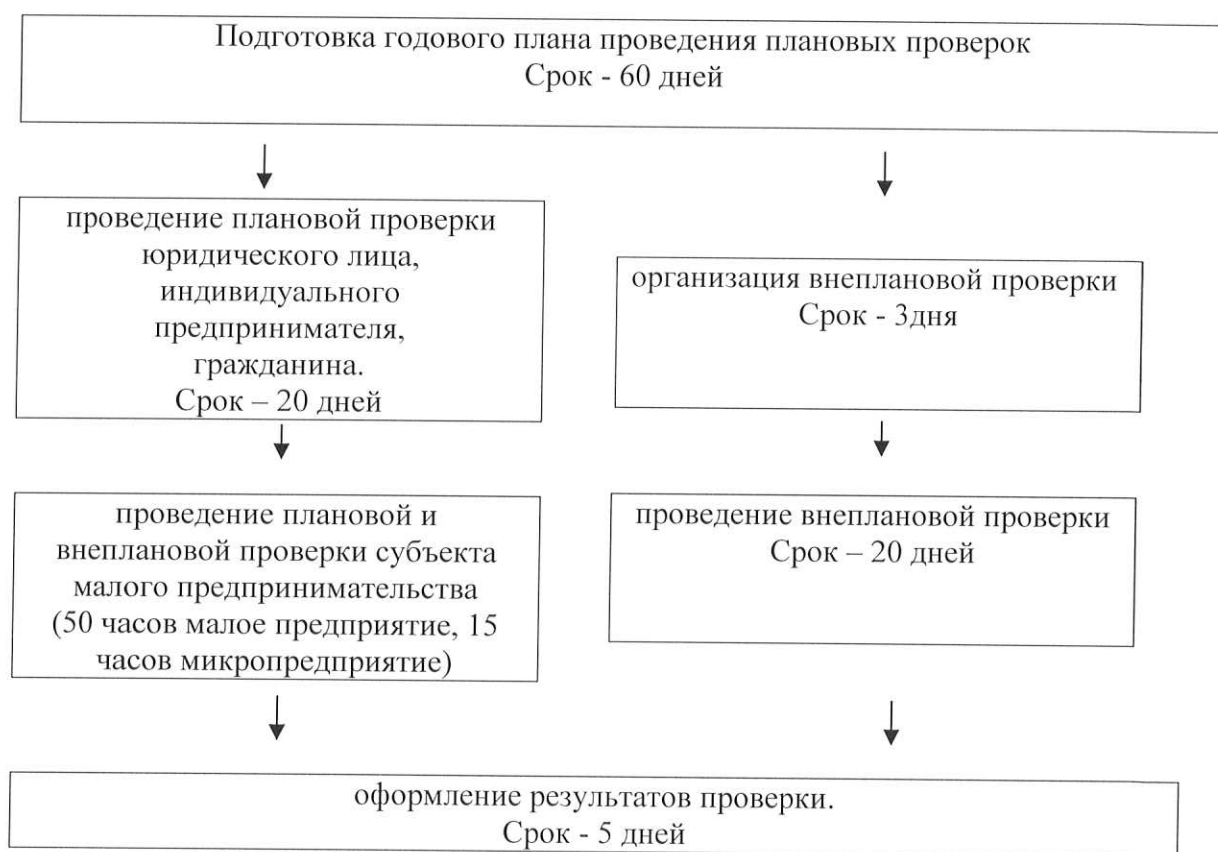 Подготовка годового плана проведения плановых проверок
Срок - 60 дней
проведение плановой проверки
юридического лица,
индивидуального
предпринимателя,
гражданина.
Срок – 20 дней
организация внеплановой проверки
Срок - 3дня
проведение плановой и
внеплановой проверки субъекта
малого предпринимательства
(50 часов малое предприятие, 15
часов микропредприятие)
проведение внеплановой проверки
Срок – 20 дней
оформление результатов проверки.
Срок - 5 дней